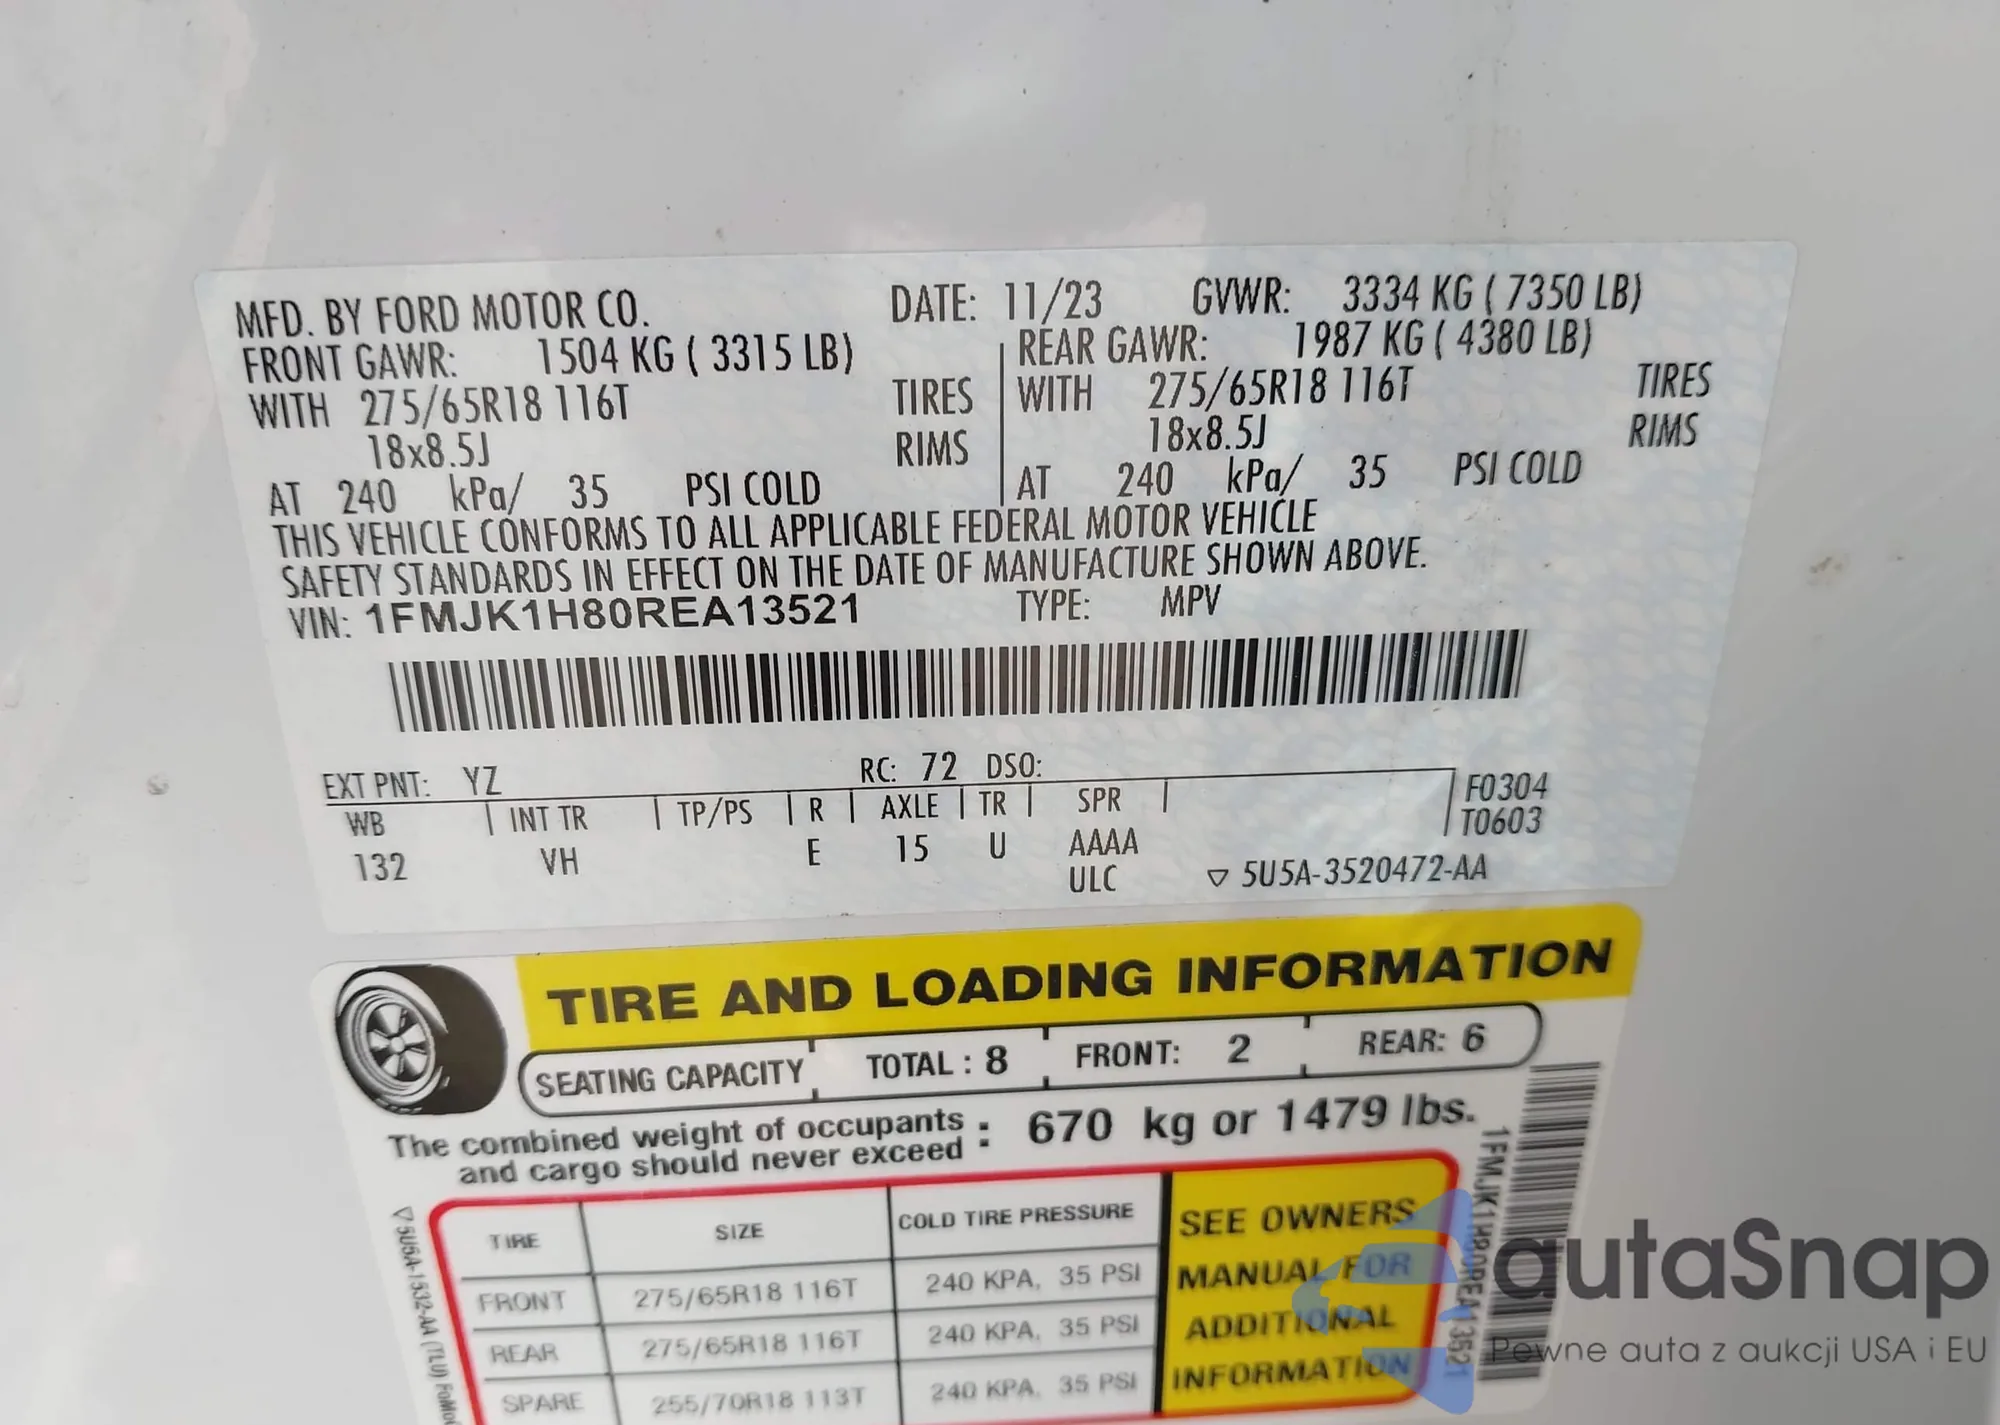 MFD. BY FORD MOTOR CO. DATE: 11/23 GVWR: 3334 KG ( 7350 LB)
FRONT GAWR: 1504 KG ( 3315 LB) REAR GAWR: 1987 KG ( 4380 LB)
WITH 275/65R18 116T TIRES WITH 275/65R18 116T TIRES
18x8.5J RIMS 18x8.5J RIMS
AT 240 kPa/ 35 PSI COLD AT 240 kPa/ 35 PSI COLD
THIS VEHICLE CONFORMS TO ALL APPLICABLE FEDERAL MOTOR VEHICLE
SAFETY STANDARDS IN EFFECT ON THE DATE OF MANUFACTURE SHOWN ABOVE.
VIN: 1FMJK1H80REA13521 TYPE: MPV
EXT PNT: YZ RC: 72 DSO:
WB INT TR TP/PS R AXLE TR SPR F0304
T0603
132 VH E 15 U AAAA
ULC ▽ 5U5A-3520472-AA
TIRE AND LOADING INFORMATION
SEATING CAPACITY TOTAL : 8 FRONT: 2 REAR: 6
The combined weight of occupants
and cargo should never exceed : 670 kg or 1479 lbs.
TIRE SIZE COLD TIRE PRESSURE
FRONT 275/65R18 116T 240 KPA, 35 PSI
REAR 275/65R18 116T 240 KPA, 35 PSI
SPARE 255/70R18 113T 240 KPA, 35 PSI
SEE OWNERS
MANUAL FOR
ADDITIONAL
INFORMATION
1FMJK1H80REA13521
▽5U5A-1532-AA (TLU)
autaSnap
Pewne auta z aukcji USA i EU